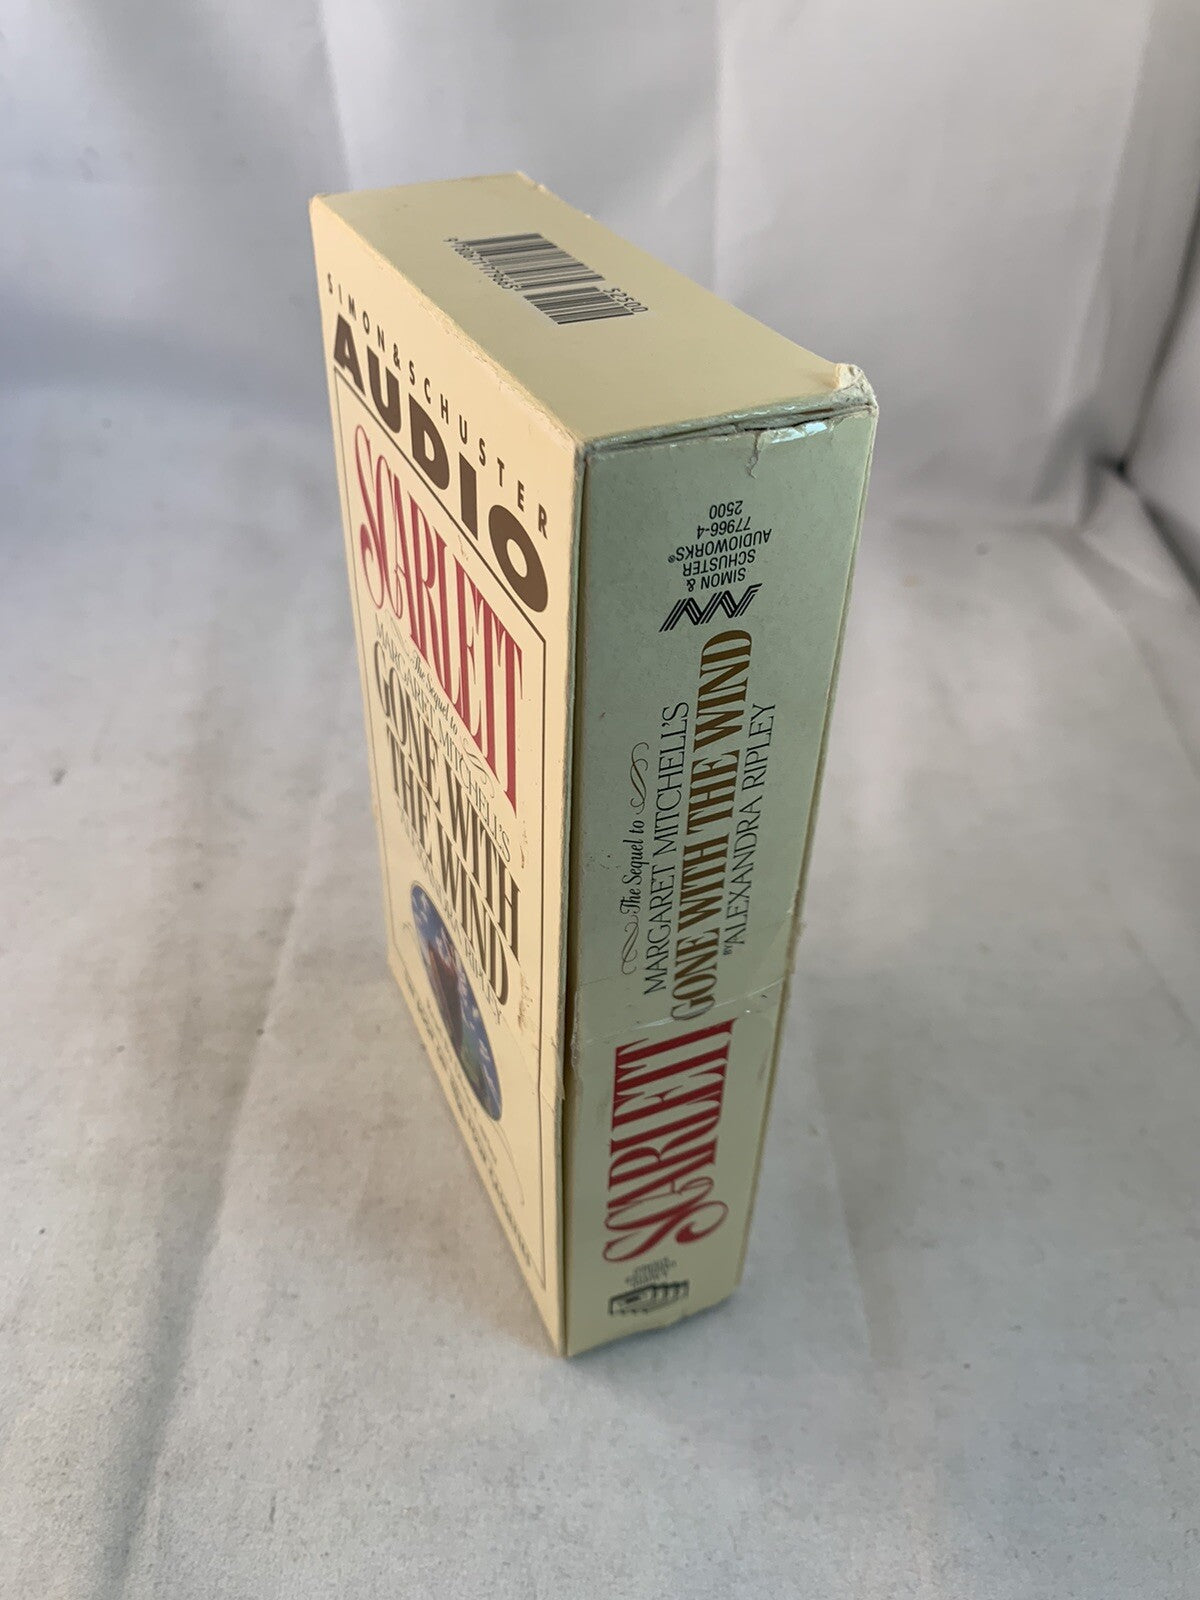 52500
SIMON & SCHUSTER
AUDIO
SCARLETT
The Sequel to
MARGARET MITCHELL'S
GONE WITH
THE WIND
SCARLETT
The Sequel to
MARGARET MITCHELL'S
GONE WITH THE WIND
BY ALEXANDRA RIPLEY
SIMON &
SCHUSTER
AUDIOWORKS®
77966-4
2500